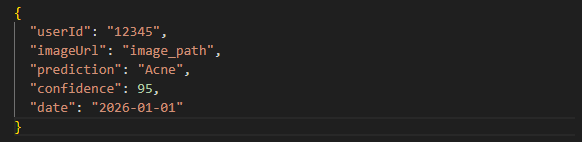 {
"userId": "12345",
"imageUrl": "image_path",
"prediction": "Acne",
"confidence": 95,
"date": "2026-01-01"
}